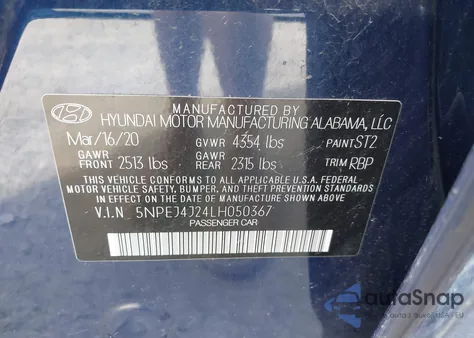 MANUFACTURED BY
HYUNDAI MOTOR MANUFACTURING ALABAMA, LLC
Mar/16/20 GVWR 4354 lbs PAINT ST2
GAWR FRONT 2513 lbs GAWR REAR 2315 lbs TRIM RBP
THIS VEHICLE CONFORMS TO ALL APPLICABLE U.S. FEDERAL
MOTOR VEHICLE SAFETY, BUMPER, AND THEFT PREVENTION
STANDARDS IN EFFECT ON THE DATE OF MANUFACTURE SHOWN ABOVE.
V.I.N 5NPEJ4J24LH050367
PASSENGER CAR
autoSnap